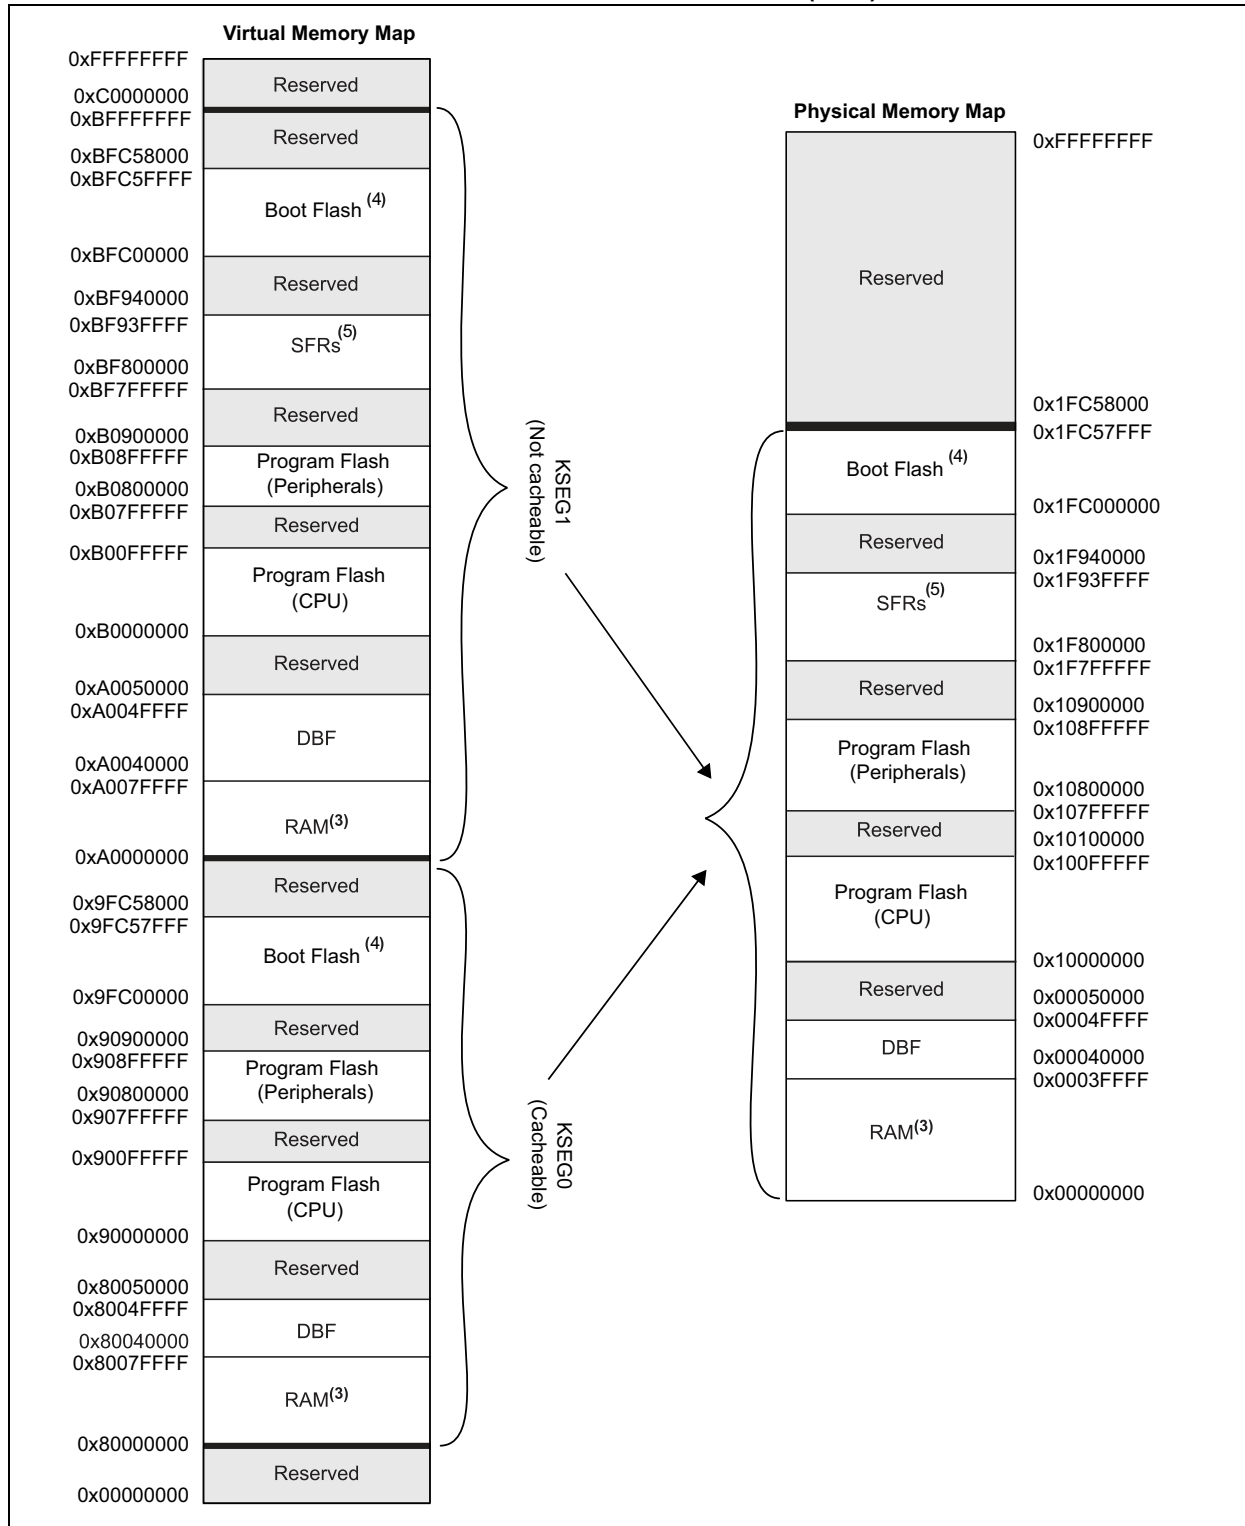 Virtual Memory Map
0xFFFFFFFF
Reserved
0xC0000000
0xBFFFFFFF
Reserved
0xBFC58000
0xBFC5FFFF
Boot Flash (4)
0xBFC00000
Reserved
0xBF940000
0xBF93FFFF
SFRs(5)
0xBF800000
0xBF7FFFFF
Reserved
0xB0900000
0xB08FFFFF
Program Flash
(Peripherals)
0xB0800000
0xB07FFFFF
Reserved
0xB00FFFFF
Program Flash
(CPU)
0xB0000000
Reserved
0xA0050000
0xA004FFFF
DBF
0xA0040000
0xA007FFFF
RAM(3)
0xA0000000
Reserved
0x9FC58000
0x9FC57FFF
Boot Flash (4)
0x9FC00000
Reserved
0x90900000
0x908FFFFF
Program Flash
(Peripherals)
0x90800000
0x907FFFFF
Reserved
0x900FFFFF
Program Flash
(CPU)
0x90000000
Reserved
0x80050000
0x8004FFFF
DBF
0x80040000
0x8007FFFF
RAM(3)
0x80000000
Reserved
0x00000000
KSEG1
(Not cacheable)
KSEG0
(Cacheable)
Physical Memory Map
0xFFFFFFFF
Reserved
0x1FC58000
0x1FC57FFF
Boot Flash (4)
0x1FC000000
Reserved
0x1F940000
0x1F93FFFF
SFRs(5)
0x1F800000
0x1F7FFFFF
Reserved
0x10900000
0x108FFFFF
Program Flash
(Peripherals)
0x10800000
0x107FFFFF
Reserved
0x10100000
0x100FFFFF
Program Flash
(CPU)
0x10000000
Reserved
0x00050000
0x0004FFFF
DBF
0x00040000
0x0003FFFF
RAM(3)
0x00000000